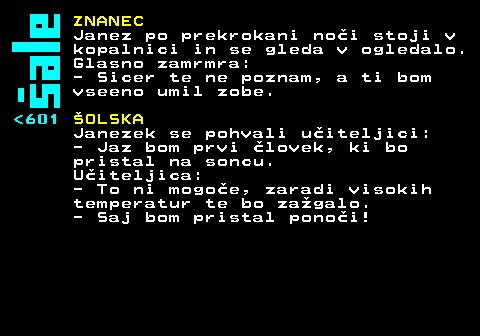 Šale
ZNANEC
Janez po prekrokani noči stoji v
kopalnici in se gleda v ogledalo.
Glasno zamrmra:
- Sicer te ne poznam, a ti bom
vseeno umil zobe.
<601 ŠOLSKA
Janezek se pohvali učiteljici:
- Jaz bom prvi človek, ki bo
pristal na soncu.
Učiteljica:
- To ni mogoče, zaradi visokih
temperatur te bo zažgalo.
- Saj bom pristal ponoči!